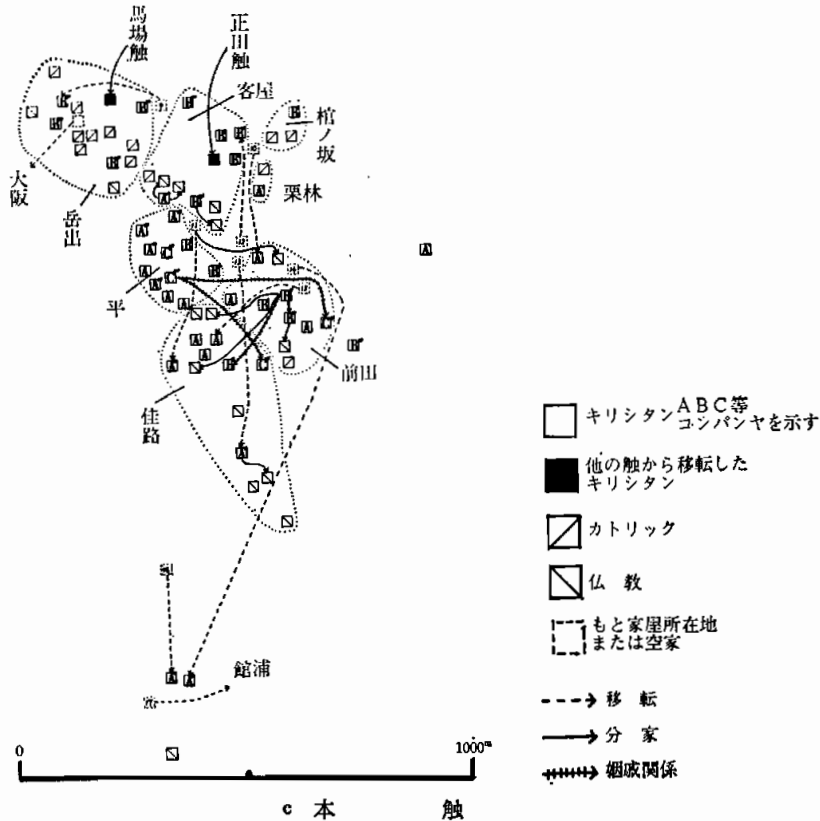 馬場触
正田触
客屋
棺ノ坂
栗林
大阪
岳出
平
前田
佳路
館浦
キリシタン ABC等
コンパンヤを示す
他の触から移転した
キリシタン
カトリック
仏教
もと家屋所在地
または空家
移転
分家
姻戚関係
0
1000m
c 本触